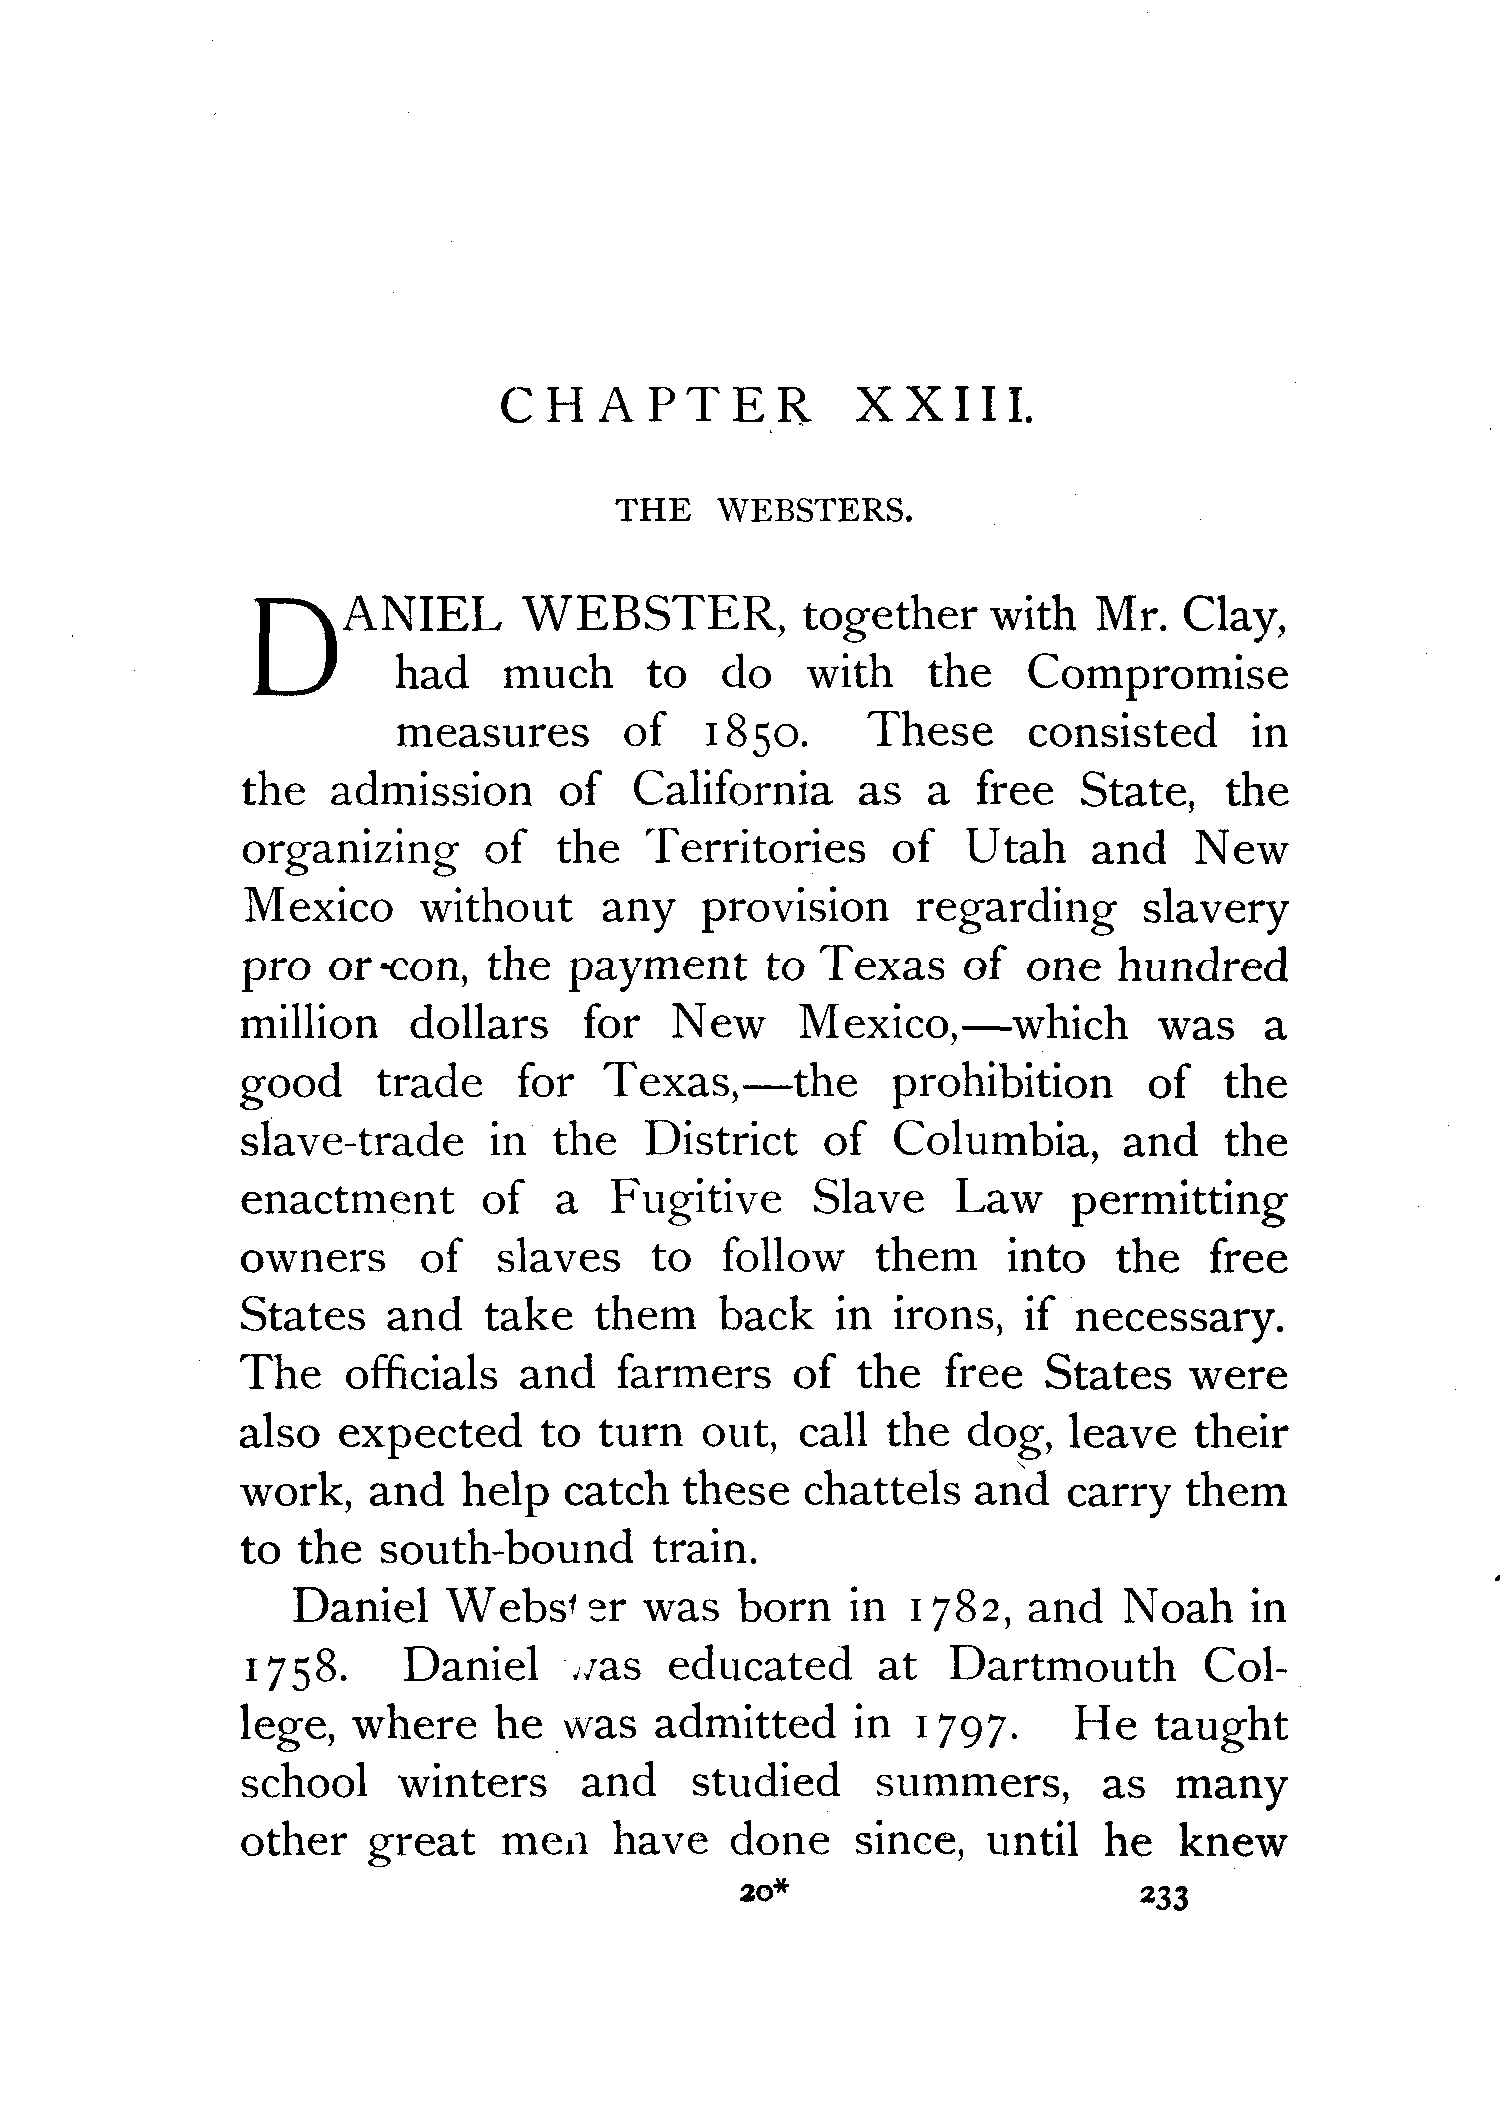 CHAPTER XXIII.
THE WEBSTERS.
DANIEL WEBSTER, together with Mr. Clay,
had much to do with the Compromise
measures of 1850. These consisted in
the admission of California as a free State, the
organizing of the Territories of Utah and New
Mexico without any provision regarding slavery
pro or con, the payment to Texas of one hundred
million dollars for New Mexico,—which was a
good trade for Texas,—the prohibition of the
slave-trade in the District of Columbia, and the
enactment of a Fugitive Slave Law permitting
owners of slaves to follow them into the free
States and take them back in irons, if necessary.
The officials and farmers of the free States were
also expected to turn out, call the dog, leave their
work, and help catch these chattels and carry them
to the south-bound train.
Daniel Webster was born in 1782, and Noah in
1758. Daniel was educated at Dartmouth Col-
lege, where he was admitted in 1797. He taught
school winters and studied summers, as many
other great men have done since, until he knew
20* 233